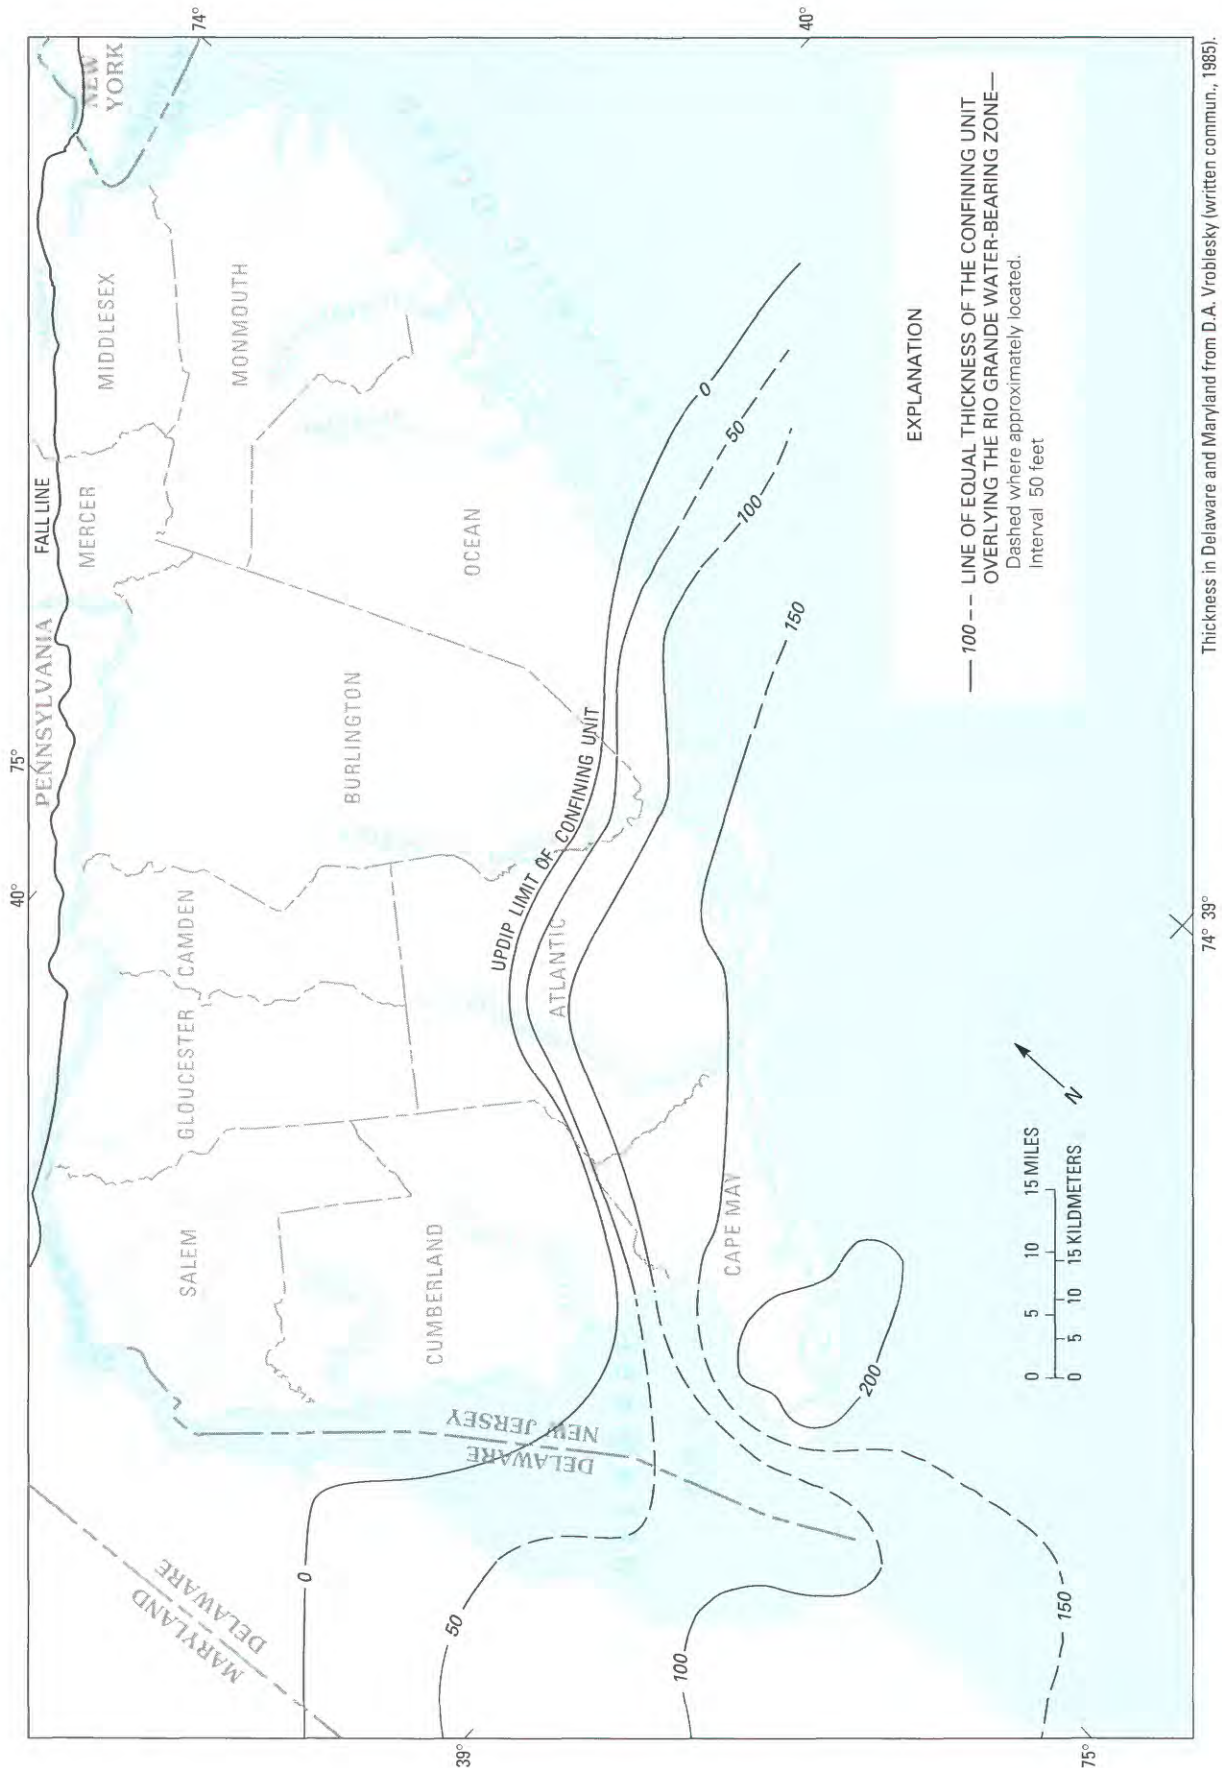 75°
40°
74°
PENNSYLVANIA
FALL LINE
NEW
YORK
MERCER
MIDDLESEX
MONMOUTH
OCEAN
BURLINGTON
CAMDEN
GLOUCESTER
SALEM
CUMBERLAND
ATLANTIC
CAPE MAY
MARYLAND
DELAWARE
DELAWARE
NEW JERSEY
UPDIP LIMIT OF CONFINING UNIT
0
50
100
150
0
50
100
150
200
EXPLANATION
—100-- LINE OF EQUAL THICKNESS OF THE CONFINING UNIT
OVERLYING THE RIO GRANDE WATER-BEARING ZONE—
Dashed where approximately located.
Interval 50 feet
N
0 5 10 15 MILES
0 5 10 15 KILDMETERS
39°
75°
74° 39°
40°
Thickness in Delaware and Maryland from D.A. Vroblesky (written commun., 1985).